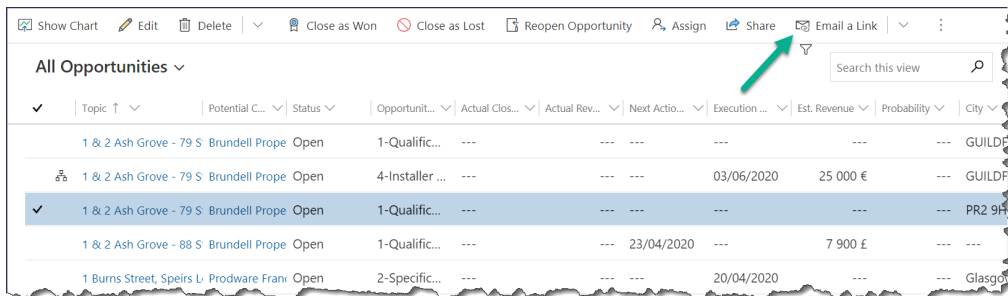 Show Chart Edit Delete Close as Won Close as Lost Reopen Opportunity Assign Share Email a Link
All Opportunities
Search this view
Topic ↑ Potential C... Status Opportunit... Actual Clos... Actual Rev... Next Actio... Execution ... Est. Revenue Probability City
1 & 2 Ash Grove - 79 S Brundell Prope Open 1-Qualific... --- --- --- --- --- --- GUILDF
1 & 2 Ash Grove - 79 S Brundell Prope Open 4-Installer ... --- --- --- 03/06/2020 25 000 € --- GUILDF
1 & 2 Ash Grove - 79 S Brundell Prope Open 1-Qualific... --- --- --- --- --- --- PR2 9H
1 & 2 Ash Grove - 88 S Brundell Prope Open 1-Qualific... --- --- 23/04/2020 --- 7 900 £ --- ---
1 Burns Street, Speirs L Prodware Franc Open 2-Specific... --- --- --- 20/04/2020 --- --- Glasgo